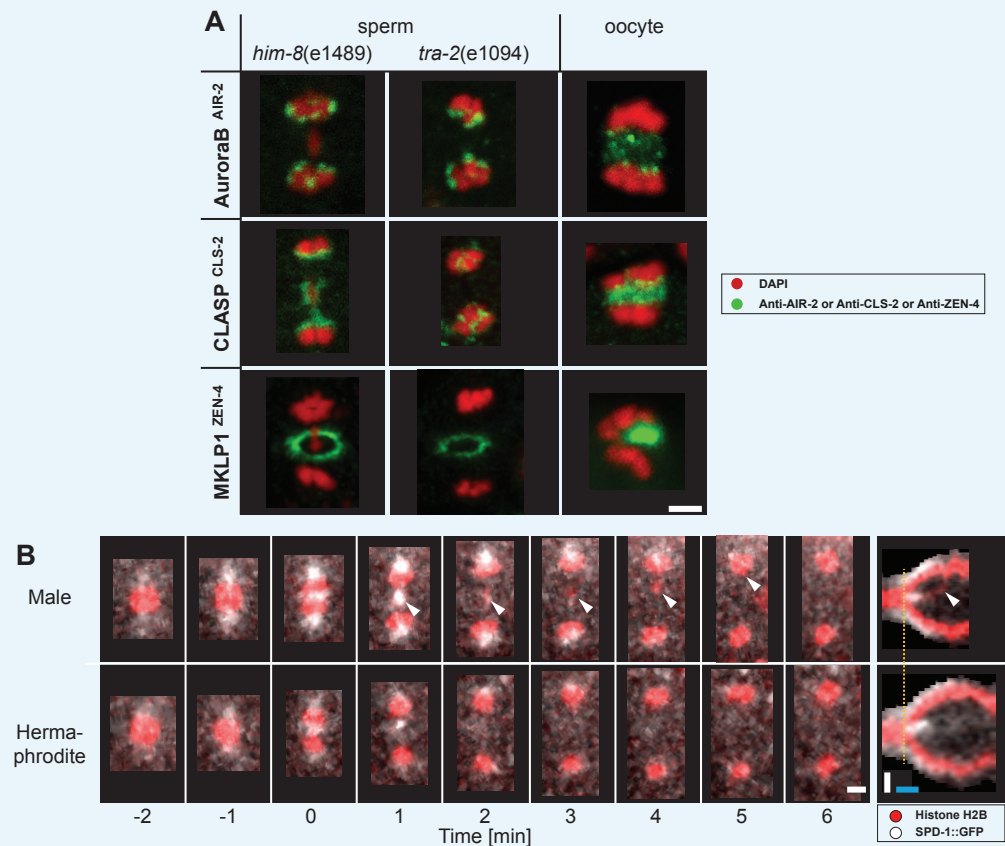 A
sperm
oocyte
him-8(e1489)
tra-2(e1094)
AuroraB AIR-2
CLASP CLS-2
MKLP1 ZEN-4
DAPI
Anti-AIR-2 or Anti-CLS-2 or Anti-ZEN-4
B
Male
Herma-
phrodite
-2 -1 0 1 2 3 4 5 6
Time [min]
Histone H2B
SPD-1::GFP